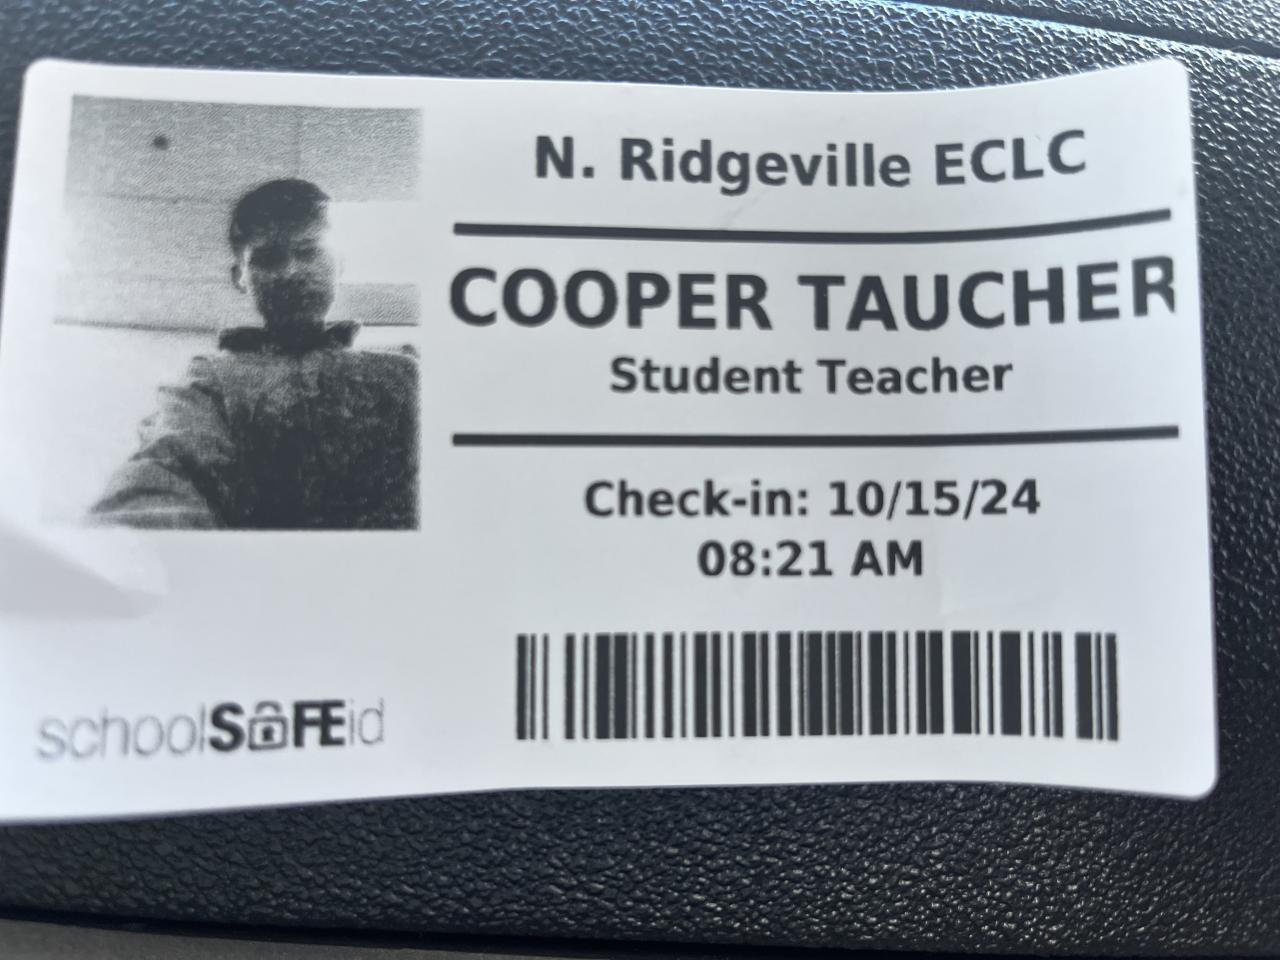 N. Ridgeville ECLC
COOPER TAUCHER
Student Teacher
Check-in: 10/15/24
08:21 AM
schoolSAFEid